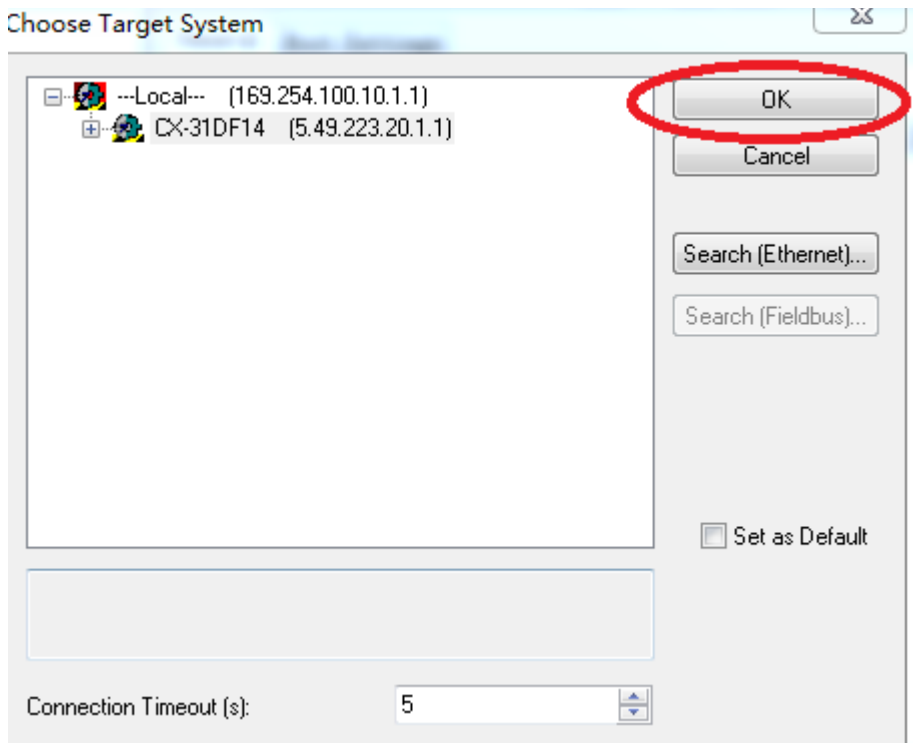 Choose Target System
---Local--- (169.254.100.10.1.1)
CX-31DF14 (5.49.223.20.1.1)
OK
Cancel
Search (Ethernet)...
Search (Fieldbus)...
Set as Default
Connection Timeout (s):
5